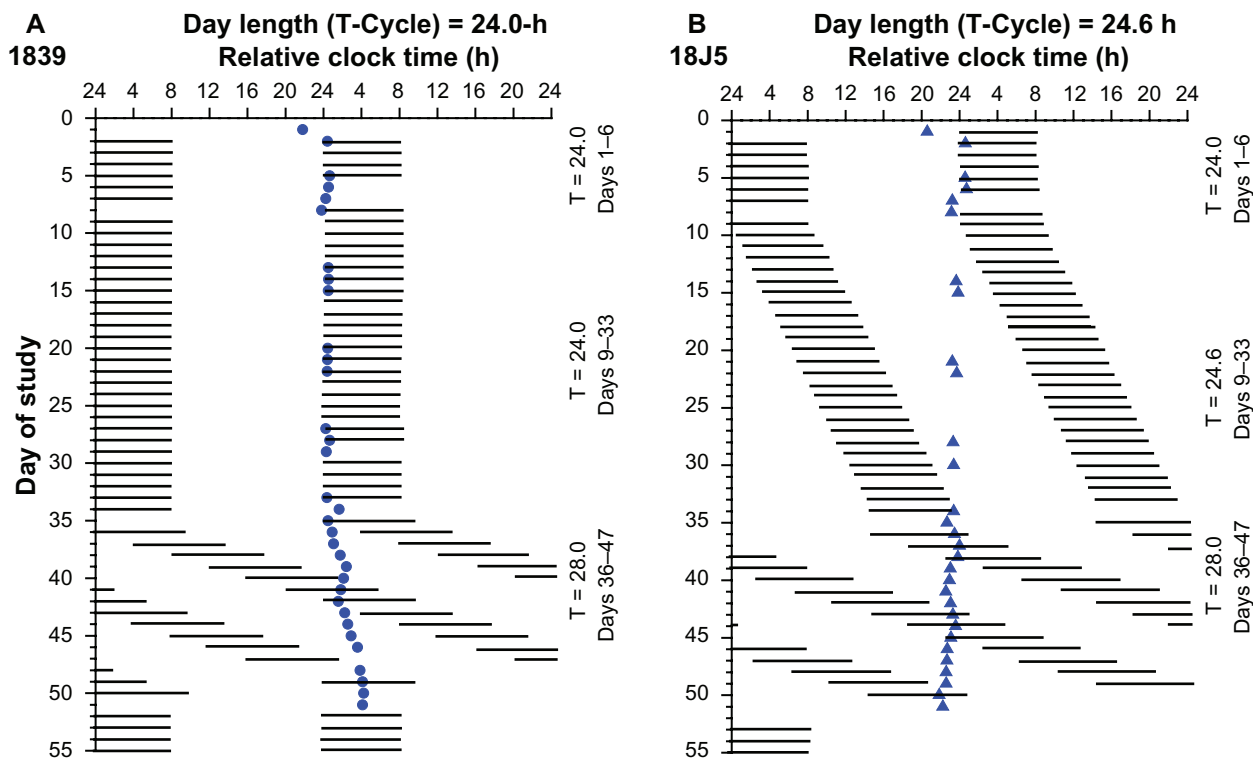 A
1839
Day length (T-Cycle) = 24.0-h
Relative clock time (h)
24 4 8 12 16 20 24 4 8 12 16 20 24
0
5
10
15
20
25
30
35
40
45
50
55
Day of study
T = 24.0
Days 1–6
T = 24.0
Days 9–33
T = 28.0
Days 36–47
B
18J5
Day length (T-Cycle) = 24.6 h
Relative clock time (h)
24 4 8 12 16 20 24 4 8 12 16 20 24
0
5
10
15
20
25
30
35
40
45
50
55
T = 24.0
Days 1–6
T = 24.6
Days 9–33
T = 28.0
Days 36–47